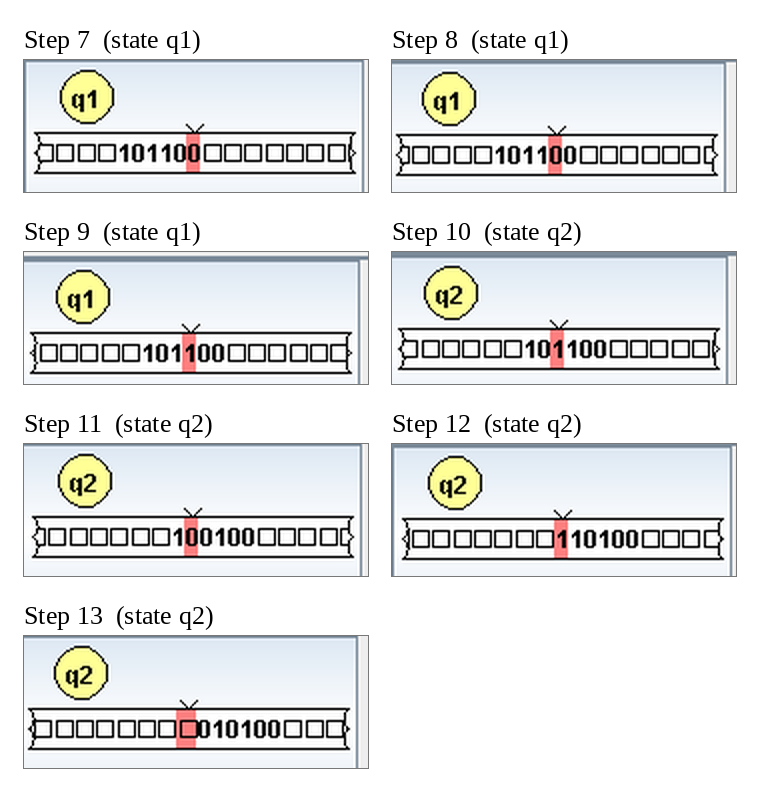 Step 7 (state q1)
q1
□□□□101100□□□□□□□
Step 8 (state q1)
q1
□□□□□101100□□□□□□□
Step 9 (state q1)
q1
□□□□□101100□□□□□□
Step 10 (state q2)
q2
□□□□□□101100□□□□□
Step 11 (state q2)
q2
□□□□□□□100100□□□□□
Step 12 (state q2)
q2
□□□□□□□110100□□□□
Step 13 (state q2)
q2
□□□□□□□□010100□□□